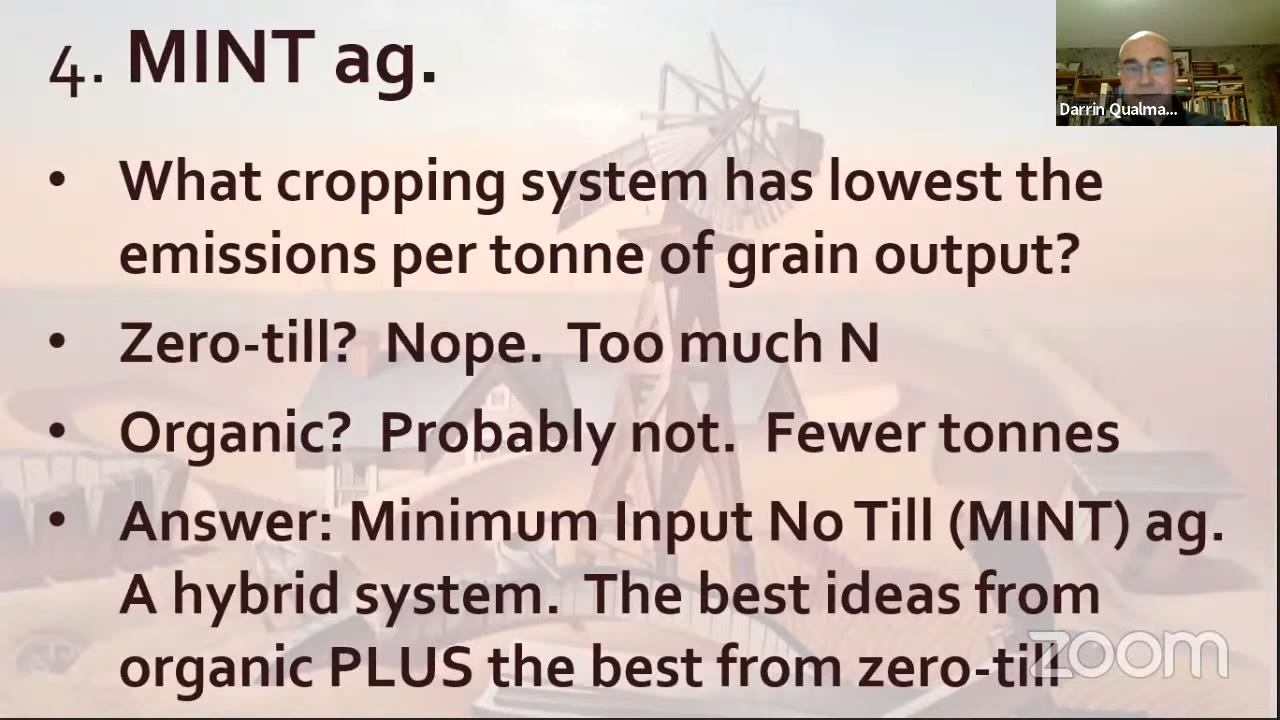 4. MINT ag.
Darrin Qualma...
• What cropping system has lowest the
emissions per tonne of grain output?
• Zero-till? Nope. Too much N
• Organic? Probably not. Fewer tonnes
• Answer: Minimum Input No Till (MINT) ag.
A hybrid system. The best ideas from
organic PLUS the best from zero-till
zoom